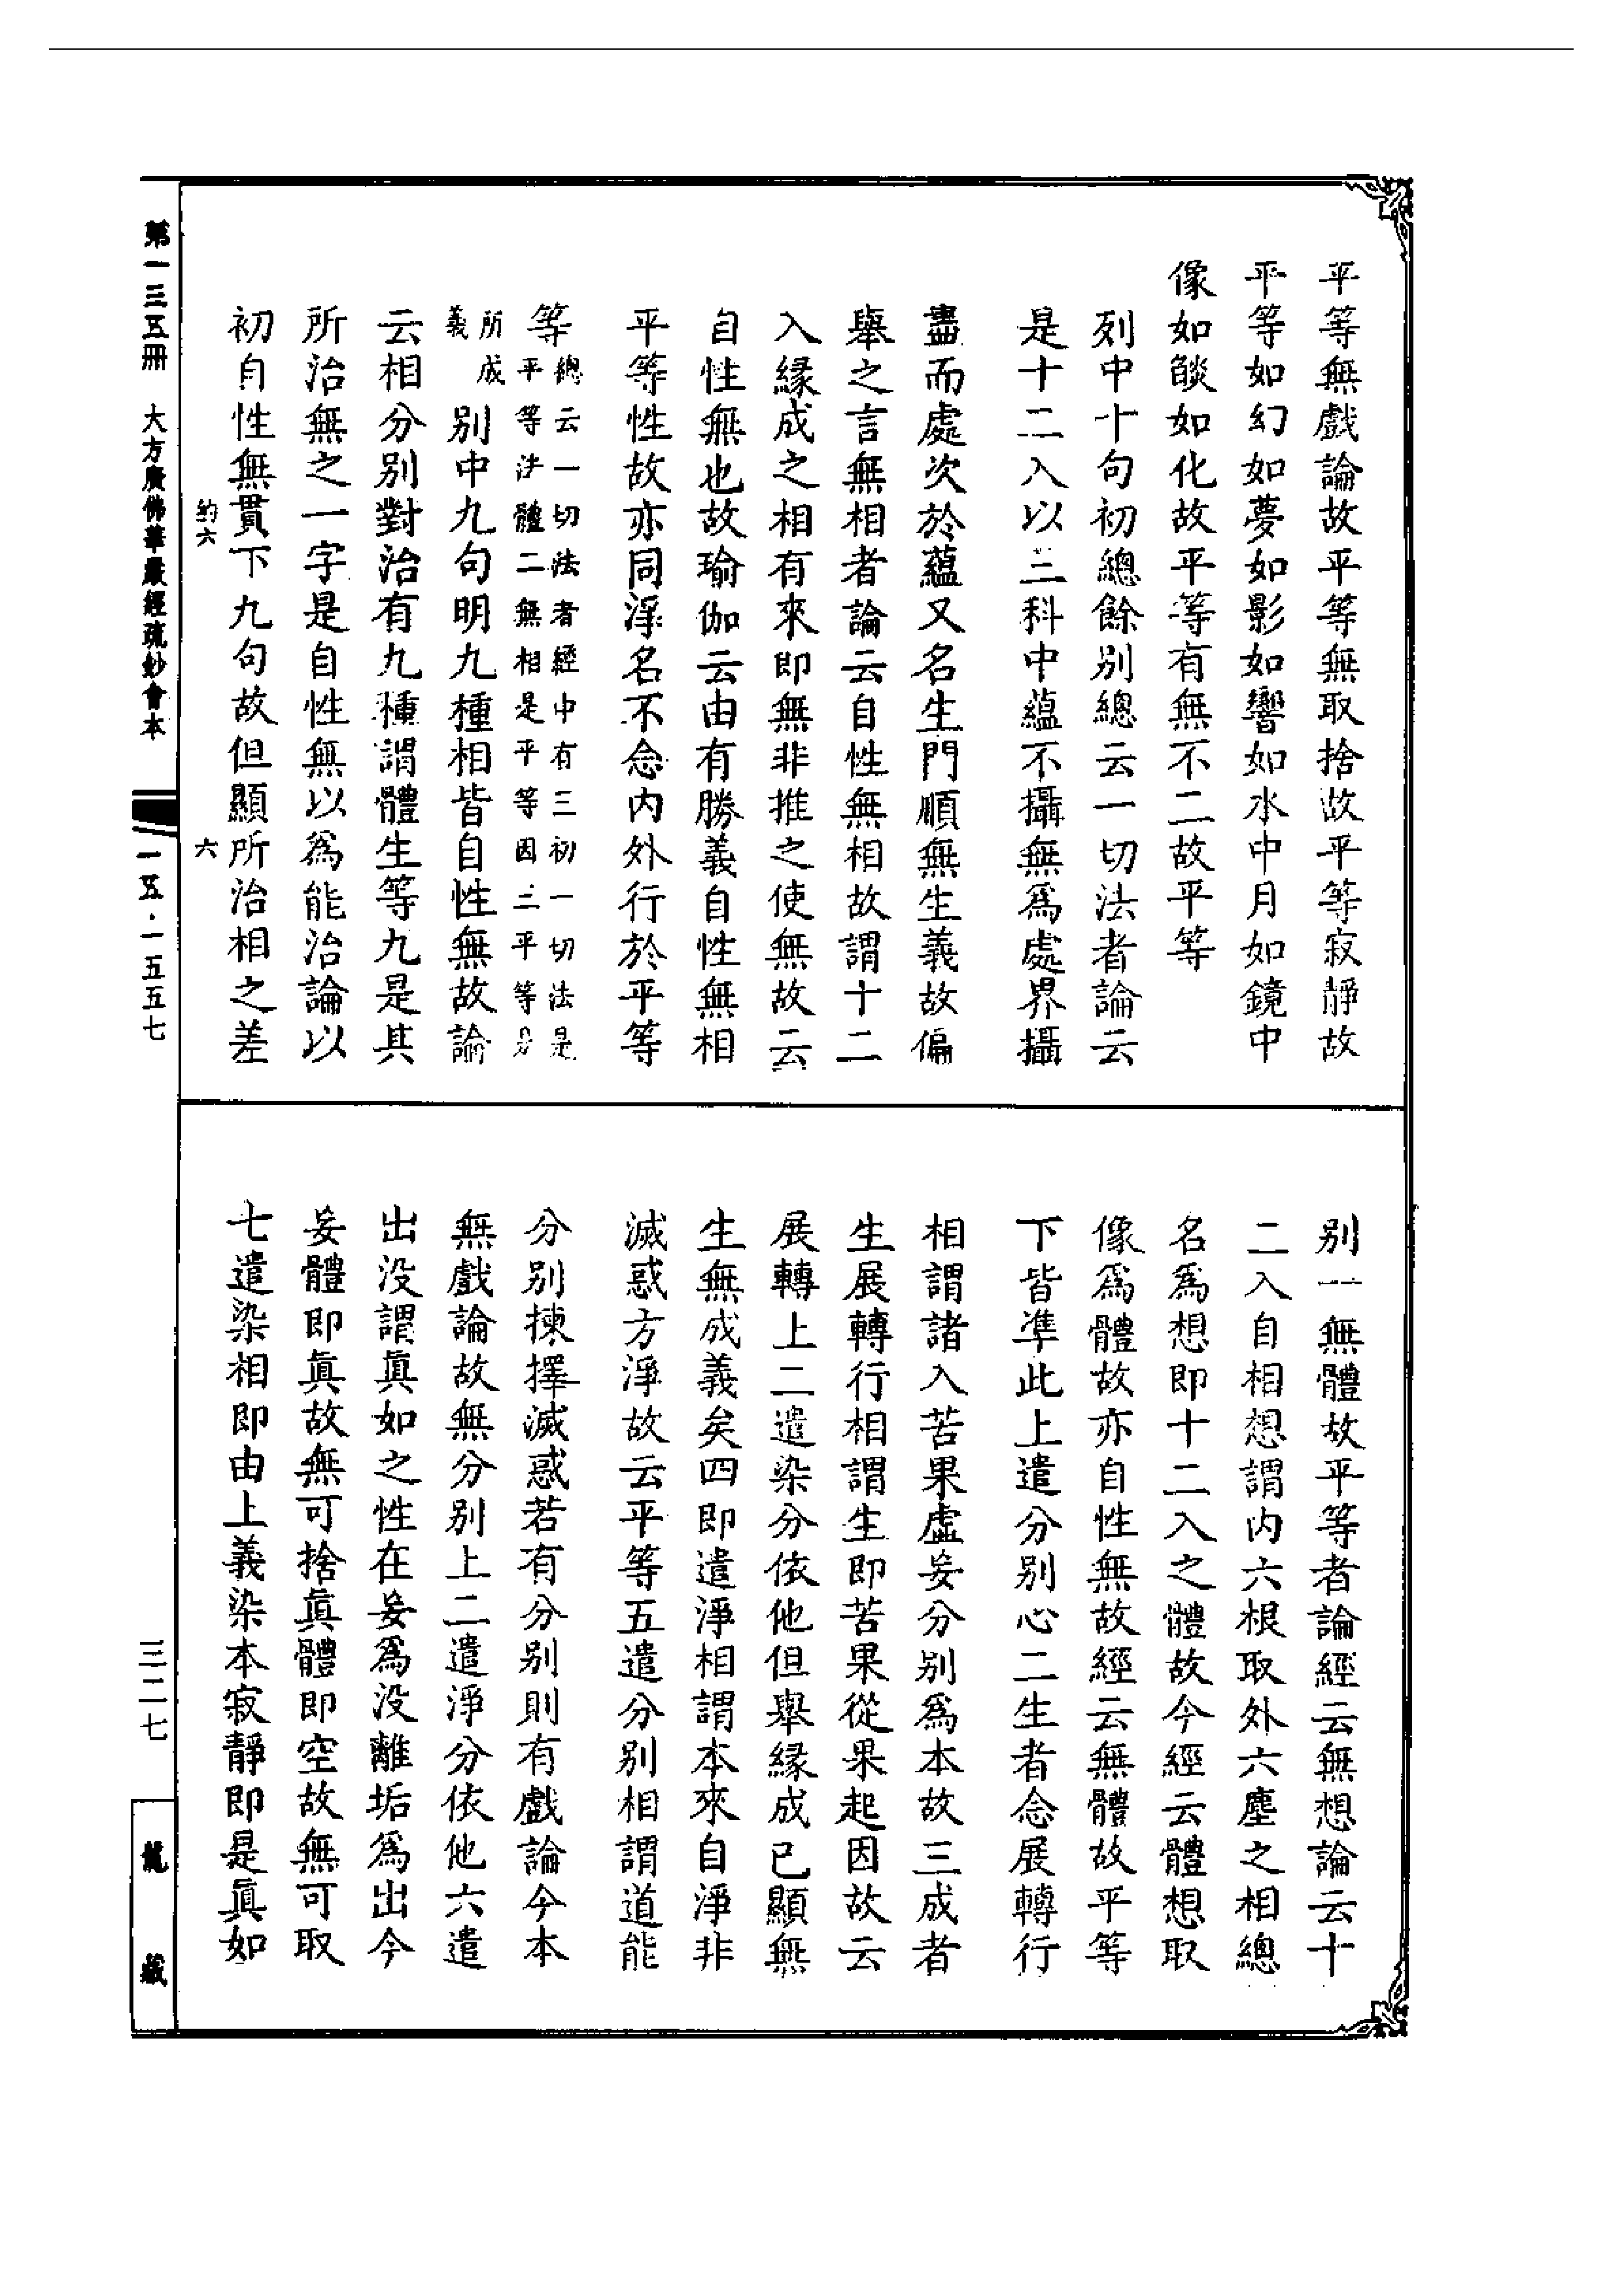 平等無戲論故平等無取捨故平等寂靜故
平等如幻如夢如影如響如水中月如鏡中
像如燄如化故平等有無不二故平等
列中十句初總餘別總云一切法者論云
是十二入以三科中蘊不攝無為處界攝
盡而處次於蘊又名生門順無生義故偏
舉之言無相者論云自性無相故謂十二
入緣成之相有來即無非推之使無故云
自性無也故瑜伽云由有勝義自性無相
平等性故亦同淨名不念內外行於平等
等
總云一切法者經中有三初一切法是
平等法體二無相是平等因三平等是
所成
義
別中九句明九種相皆自性無故論
云相分別對治有九種謂體生等九是其
所治無之一字是自性無以為能治論以
初自性無貫下九句故但顯所治相之差
約六
六
別一無體故平等者論經云無想論云十
二入自相想謂內六根取外六塵之相總
名為想即十二入之體故今經云體想取
像為體故亦自性無故經云無體故平等
下皆準此上遣分別心二生者念展轉行
相謂諸入苦果虛妄分別為本故三成者
生展轉行相謂生即苦果從果起因故云
展轉上二遣染分依他但舉緣成已顯無
生無成義矣四即遣淨相謂本來自淨非
滅惑方淨故云平等五遣分別相謂道能
分別揀擇滅惑若有分別則有戲論今本
無戲論故無分別上二遣淨分依他六遣
出沒謂真如之性在妄為沒離垢為出今
妄體即真故無可捨真體即空故無可取
七遣染相即由上義染本寂靜即是真如
第一三五冊　大方廣佛華嚴經疏鈔會本
一五·一五五七
三二七
龍藏